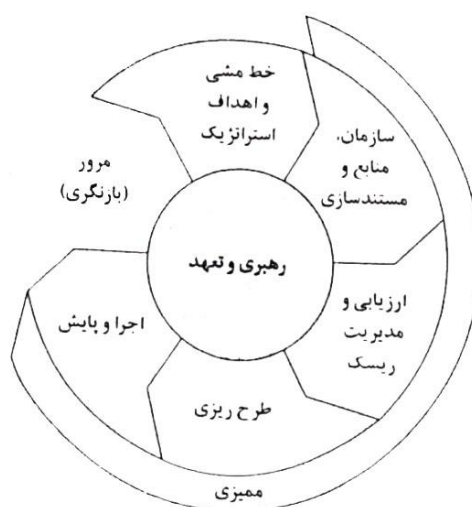 خط مشی
و اهداف
استراتژیک
سازمان،
منابع و
مستندسازی
ارزیابی و
مدیریت
ریسک
طرح ریزی
اجرا و پایش
مرور
(بازنگری)
رهبری و تعهد
ممیزی